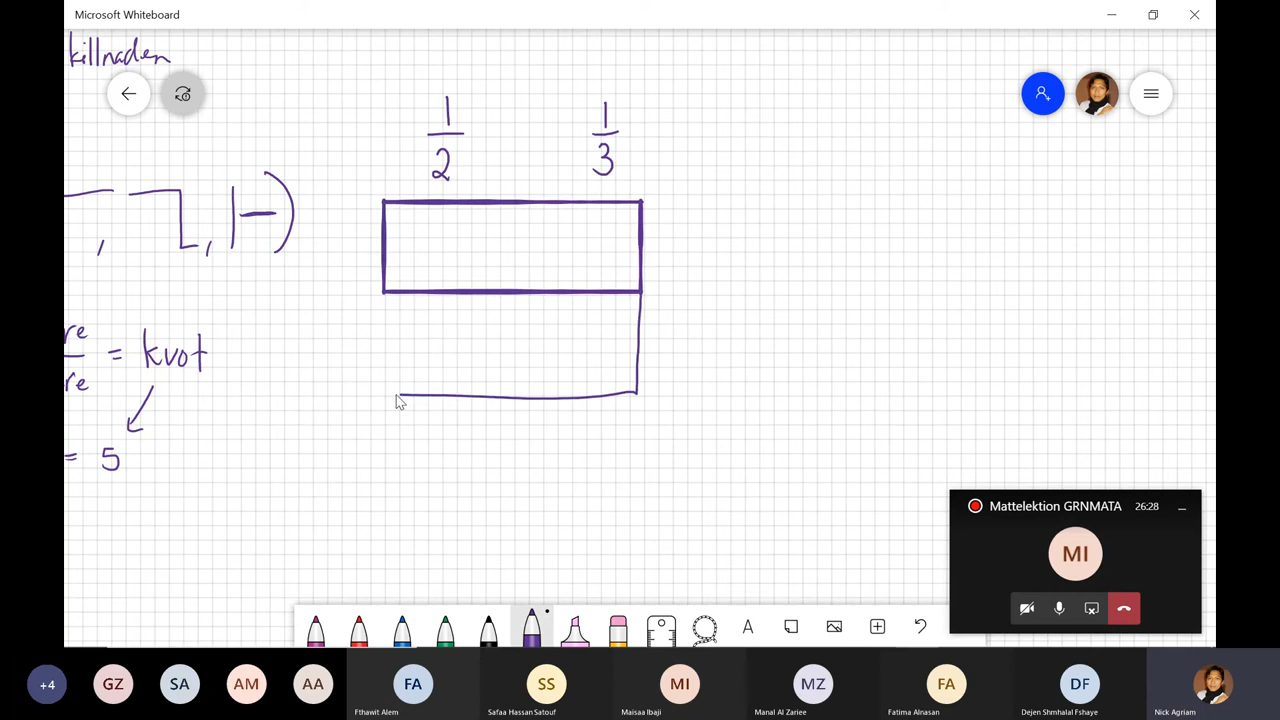 Microsoft Whiteboard
killnaden
1
2
1
3
, , |-)
re
re
= kvot
= 5
Mattelektion GRNMATA 26:28
MI
A
+4
GZ
SA
AM
AA
FA
SS
MI
MZ
FA
DF
Fthawit Alem
Safaa Hassan Satouf
Maisaa Ibaji
Manal Al Zariee
Fatima Alnasan
Dejen Shmhalal Fshaye
Nick Agriam